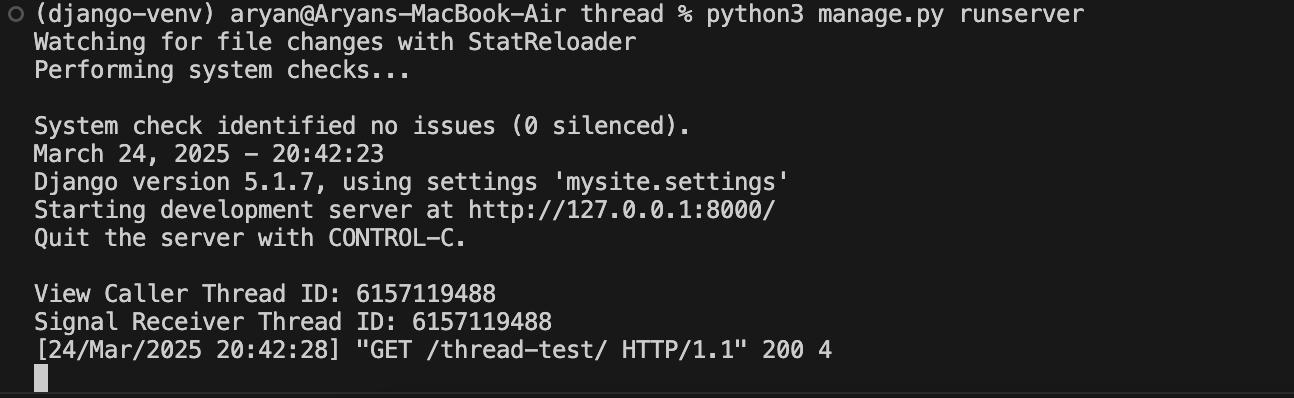 (django-venv) aryan@Aryans-MacBook-Air thread % python3 manage.py runserver
Watching for file changes with StatReloader
Performing system checks...
System check identified no issues (0 silenced).
March 24, 2025 - 20:42:23
Django version 5.1.7, using settings 'mysite.settings'
Starting development server at http://127.0.0.1:8000/
Quit the server with CONTROL-C.
View Caller Thread ID: 6157119488
Signal Receiver Thread ID: 6157119488
[24/Mar/2025 20:42:28] "GET /thread-test/ HTTP/1.1" 200 4